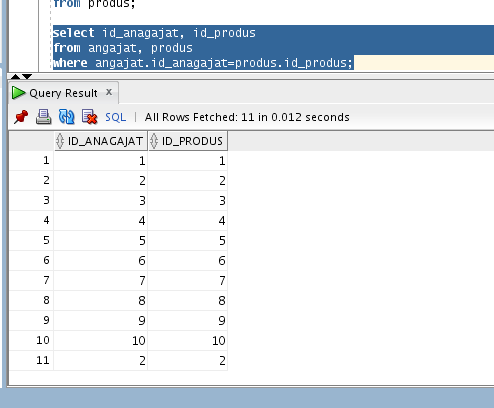 from produs;
select id_anagajat, id_produs
from angajat, produs
where angajat.id_anagajat=produs.id_produs;
Query Result x
SQL | All Rows Fetched: 11 in 0.012 seconds
ID_ANAGAJAT ID_PRODUS
1 1 1
2 2 2
3 3 3
4 4 4
5 5 5
6 6 6
7 7 7
8 8 8
9 9 9
10 10 10
11 2 2